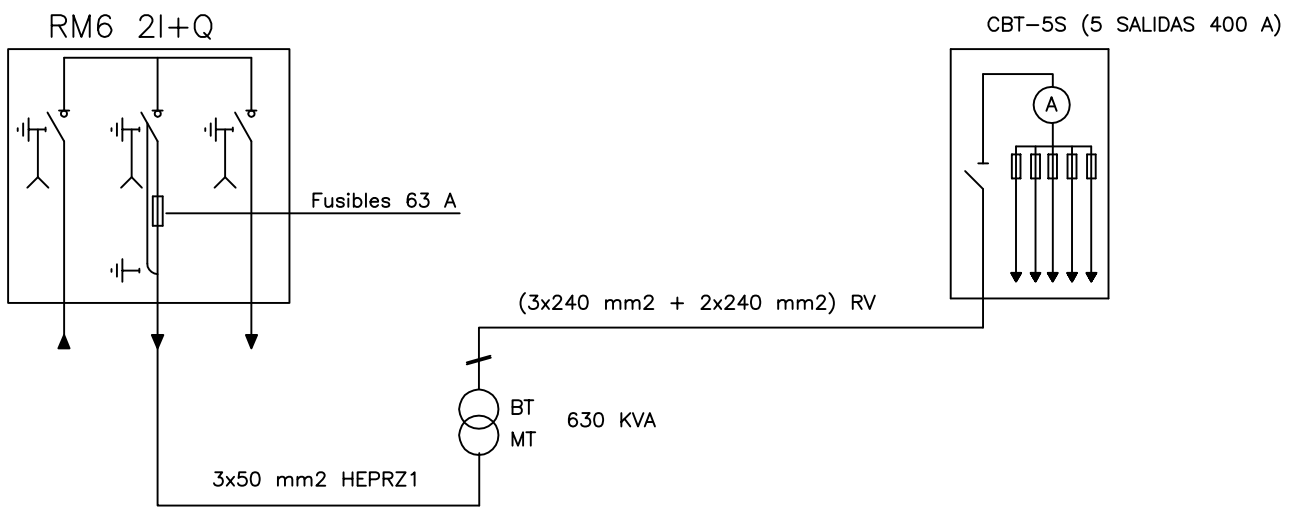 RM6 2I+Q
CBT-5S (5 SALIDAS 400 A)
A
Fusibles 63 A
(3x240 mm2 + 2x240 mm2) RV
BT
630 KVA
MT
3x50 mm2 HEPRZ1